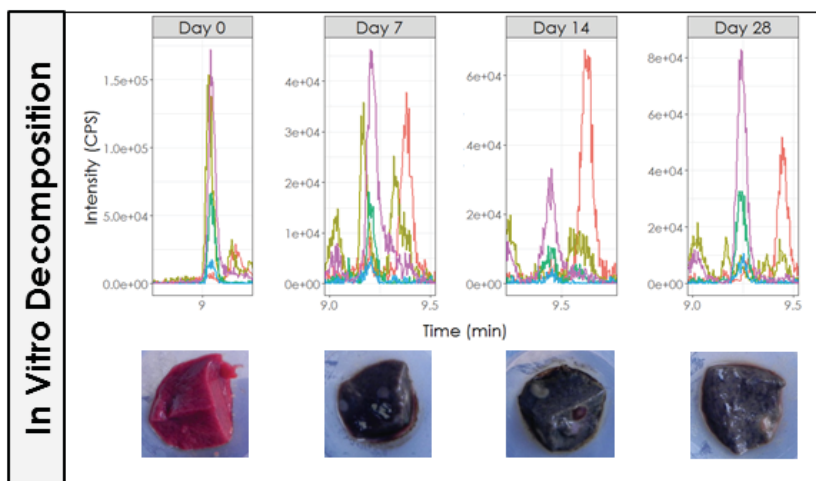 In Vitro Decomposition
Day 0
Day 7
Day 14
Day 28
Intensity (CPS)
1.5e+05
1.0e+05
5.0e+04
0.0e+00
9
4e+04
3e+04
2e+04
1e+04
0e+00
9.0
9.5
6e+04
4e+04
2e+04
0e+00
9.5
8e+04
6e+04
4e+04
2e+04
0e+00
9.0
9.5
Time (min)